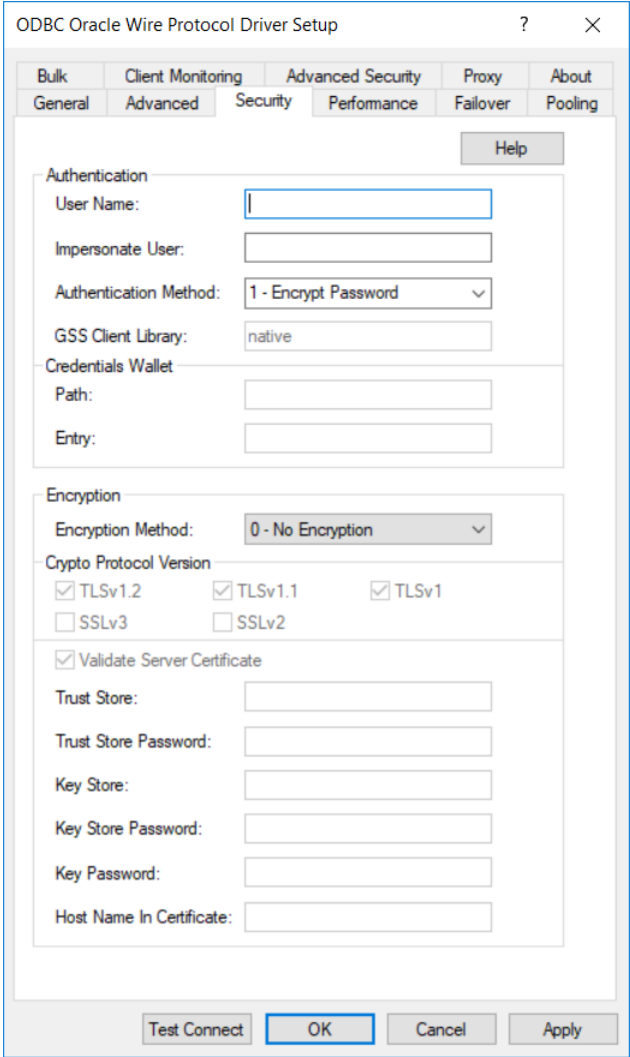 ODBC Oracle Wire Protocol Driver Setup ? ×
Bulk Client Monitoring Advanced Security Proxy About
General Advanced Security Performance Failover Pooling
Help
Authentication
User Name:
Impersonate User:
Authentication Method: 1 - Encrypt Password
GSS Client Library: native
Credentials Wallet
Path:
Entry:
Encryption
Encryption Method: 0 - No Encryption
Crypto Protocol Version
TLSv1.2 TLSv1.1 TLSv1
SSLv3 SSLv2
Validate Server Certificate
Trust Store:
Trust Store Password:
Key Store:
Key Store Password:
Key Password:
Host Name In Certificate:
Test Connect OK Cancel Apply